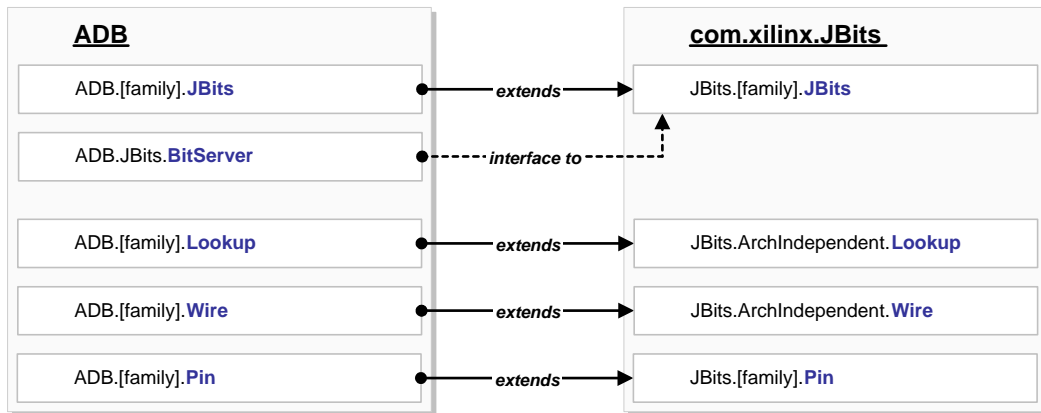 ADB com.xilinx.JBits
ADB.[family].JBits extends JBits.[family].JBits
ADB.JBits.BitServer interface to
ADB.[family].Lookup extends JBits.ArchIndependent.Lookup
ADB.[family].Wire extends JBits.ArchIndependent.Wire
ADB.[family].Pin extends JBits.[family].Pin